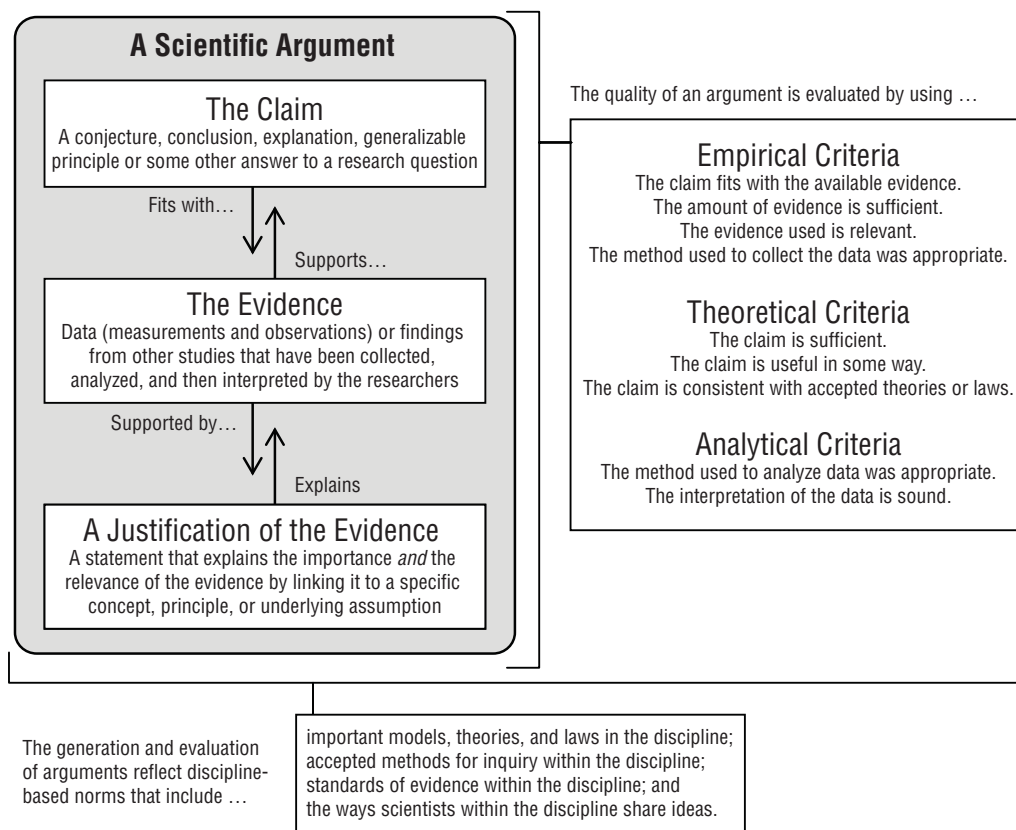 A Scientific Argument
The Claim
A conjecture, conclusion, explanation, generalizable
principle or some other answer to a research question
Fits with…
Supports…
The Evidence
Data (measurements and observations) or findings
from other studies that have been collected,
analyzed, and then interpreted by the researchers
Supported by…
Explains
A Justification of the Evidence
A statement that explains the importance and the
relevance of the evidence by linking it to a specific
concept, principle, or underlying assumption
The quality of an argument is evaluated by using …
Empirical Criteria
The claim fits with the available evidence.
The amount of evidence is sufficient.
The evidence used is relevant.
The method used to collect the data was appropriate.
Theoretical Criteria
The claim is sufficient.
The claim is useful in some way.
The claim is consistent with accepted theories or laws.
Analytical Criteria
The method used to analyze data was appropriate.
The interpretation of the data is sound.
The generation and evaluation
of arguments reflect discipline-
based norms that include …
important models, theories, and laws in the discipline;
accepted methods for inquiry within the discipline;
standards of evidence within the discipline; and
the ways scientists within the discipline share ideas.